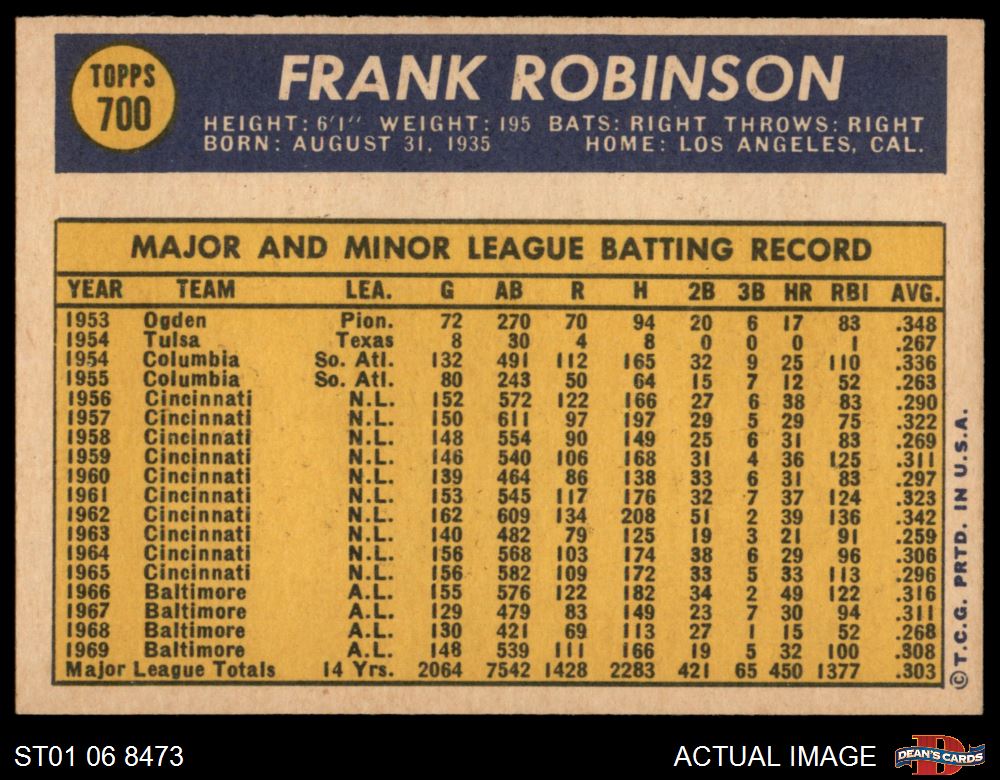 TOPPS
700
FRANK ROBINSON
HEIGHT: 6'1'' WEIGHT: 195 BATS: RIGHT THROWS: RIGHT
BORN: AUGUST 31, 1935 HOME: LOS ANGELES, CAL.
MAJOR AND MINOR LEAGUE BATTING RECORD
YEAR TEAM LEA. G AB R H 2B 3B HR RBI AVG.
1953 Ogden Pion. 72 270 70 94 20 6 17 83 .348
1954 Tulsa Texas 8 30 4 8 0 0 0 1 .267
1954 Columbia So. Atl. 132 491 112 165 32 9 25 110 .336
1955 Columbia So. Atl. 80 243 50 64 15 7 12 52 .263
1956 Cincinnati N.L. 152 572 122 166 27 6 38 83 .290
1957 Cincinnati N.L. 150 611 97 197 29 5 29 75 .322
1958 Cincinnati N.L. 148 554 90 149 25 6 31 83 .269
1959 Cincinnati N.L. 146 540 106 168 31 4 36 125 .311
1960 Cincinnati N.L. 139 464 86 138 33 6 31 83 .297
1961 Cincinnati N.L. 153 545 117 176 32 7 37 124 .323
1962 Cincinnati N.L. 162 609 134 208 51 2 39 136 .342
1963 Cincinnati N.L. 140 482 79 125 19 3 21 91 .259
1964 Cincinnati N.L. 156 568 103 174 38 6 29 96 .306
1965 Cincinnati N.L. 156 582 109 172 33 5 33 113 .296
1966 Baltimore A.L. 155 576 122 182 34 2 49 122 .316
1967 Baltimore A.L. 129 479 83 149 23 7 30 94 .311
1968 Baltimore A.L. 130 421 69 113 27 1 15 52 .268
1969 Baltimore A.L. 148 539 111 166 19 5 32 100 .308
Major League Totals 14 Yrs. 2064 7542 1428 2283 421 65 450 1377 .303
©T.C.G. PRTD. IN U.S.A.
ST01 06 8473
ACTUAL IMAGE
D
DEAN'S CARDS